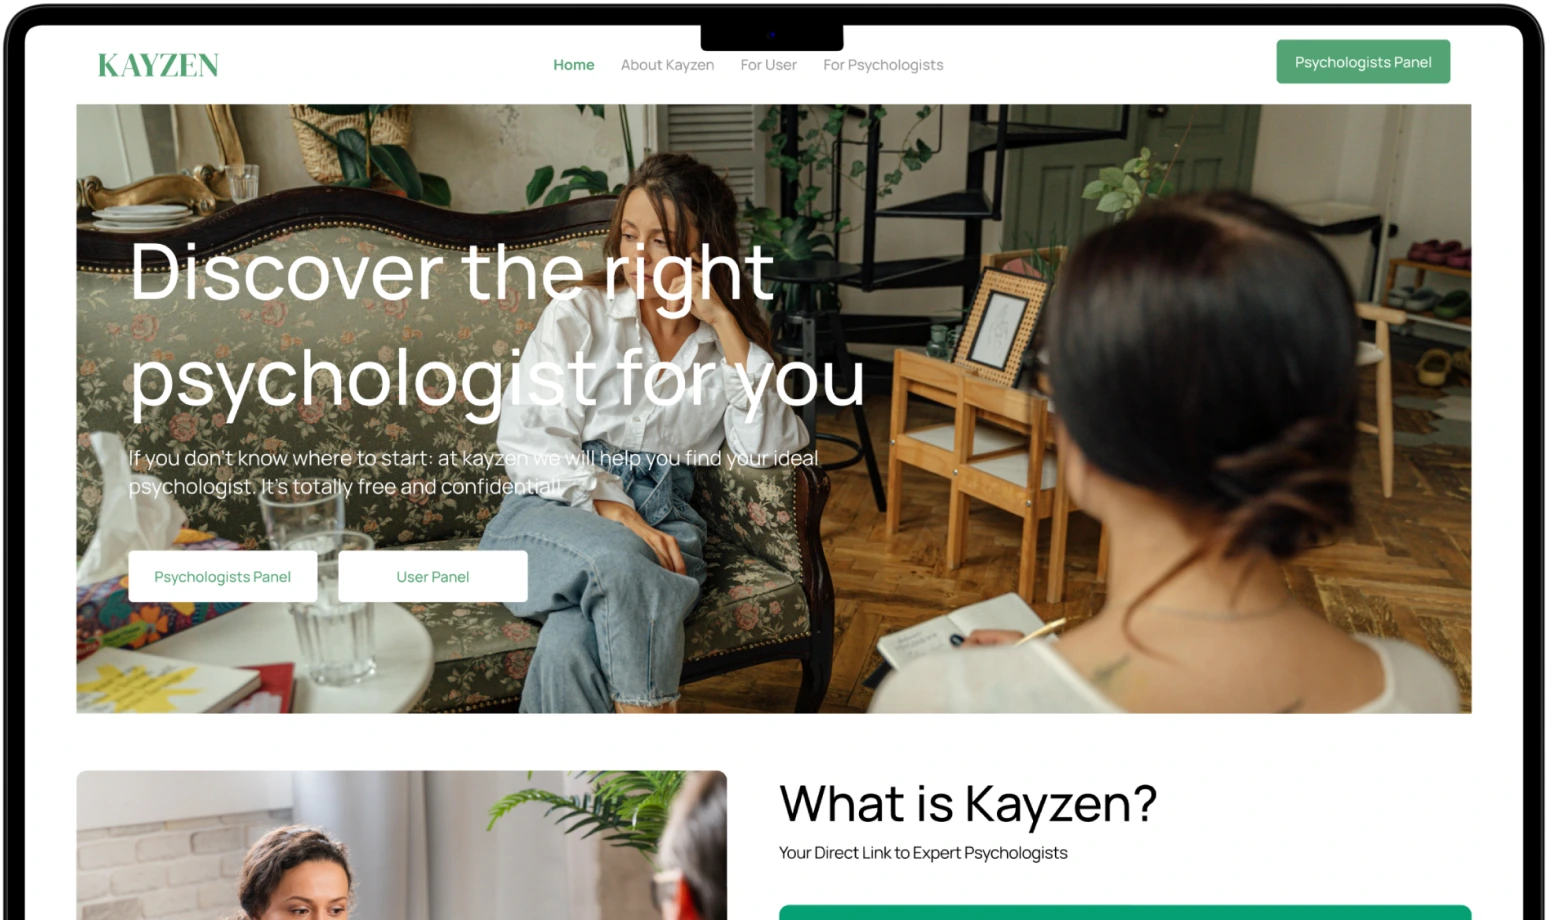 KAYZEN
Home
About Kayzen
For User
For Psychologists
Psychologists Panel
Discover the right
psychologist for you
If you don't know where to start: at kayzen we will help you find your ideal
psychologist. It's totally free and confidential!
Psychologists Panel
User Panel
What is Kayzen?
Your Direct Link to Expert Psychologists